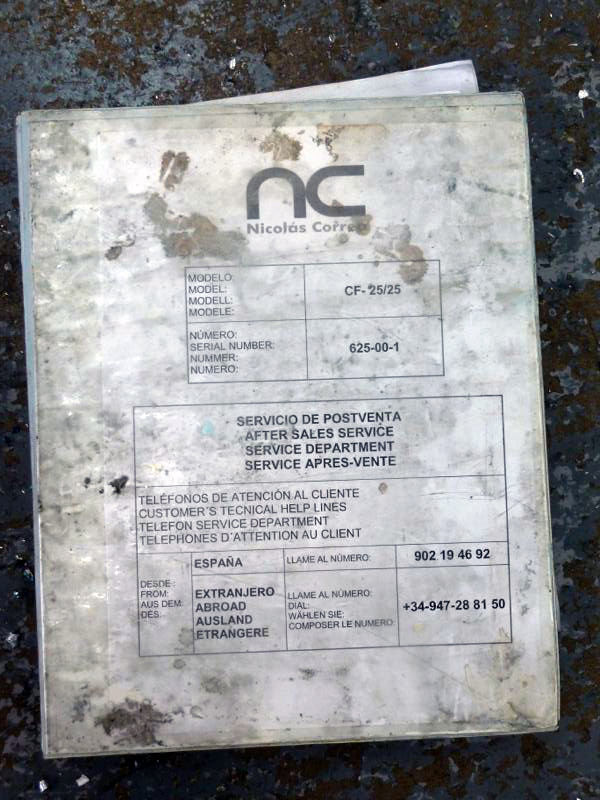 nc
Nicolás Correa
MODELO:
MODEL:
MODELL:
MODELE:
CF- 25/25
NÚMERO:
SERIAL NUMBER:
NUMMER:
NUMERO:
625-00-1
SERVICIO DE POSTVENTA
AFTER SALES SERVICE
SERVICE DEPARTMENT
SERVICE APRES-VENTE
TELÉFONOS DE ATENCIÓN AL CLIENTE
CUSTOMER´S TECNICAL HELP LINES
TELEFON SERVICE DEPARTMENT
TELEPHONES D´ATTENTION AU CLIENT
DESDE :
FROM:
AUS DEM:
DÉS:
ESPAÑA
LLAME AL NÚMERO:
902 19 46 92
EXTRANJERO
ABROAD
AUSLAND
ETRANGERE
LLAME AL NÚMERO:
DIAL:
WÄHLEN SIE:
COMPOSER LE NUMERO:
+34-947-28 81 50